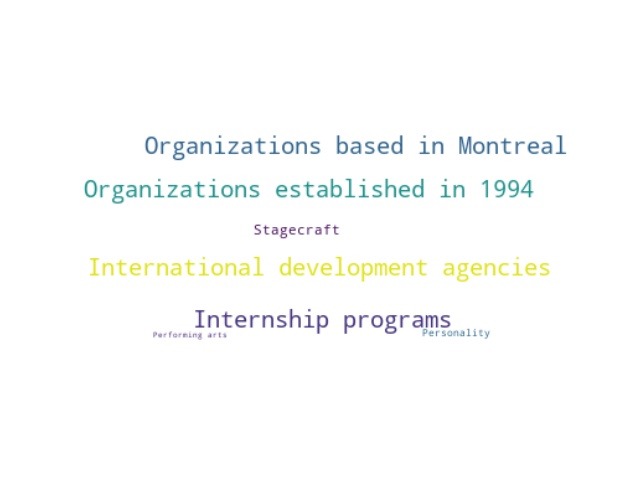 Organizations based in Montreal
Organizations established in 1994
Stagecraft
International development agencies
Internship programs
Performing arts
Personality